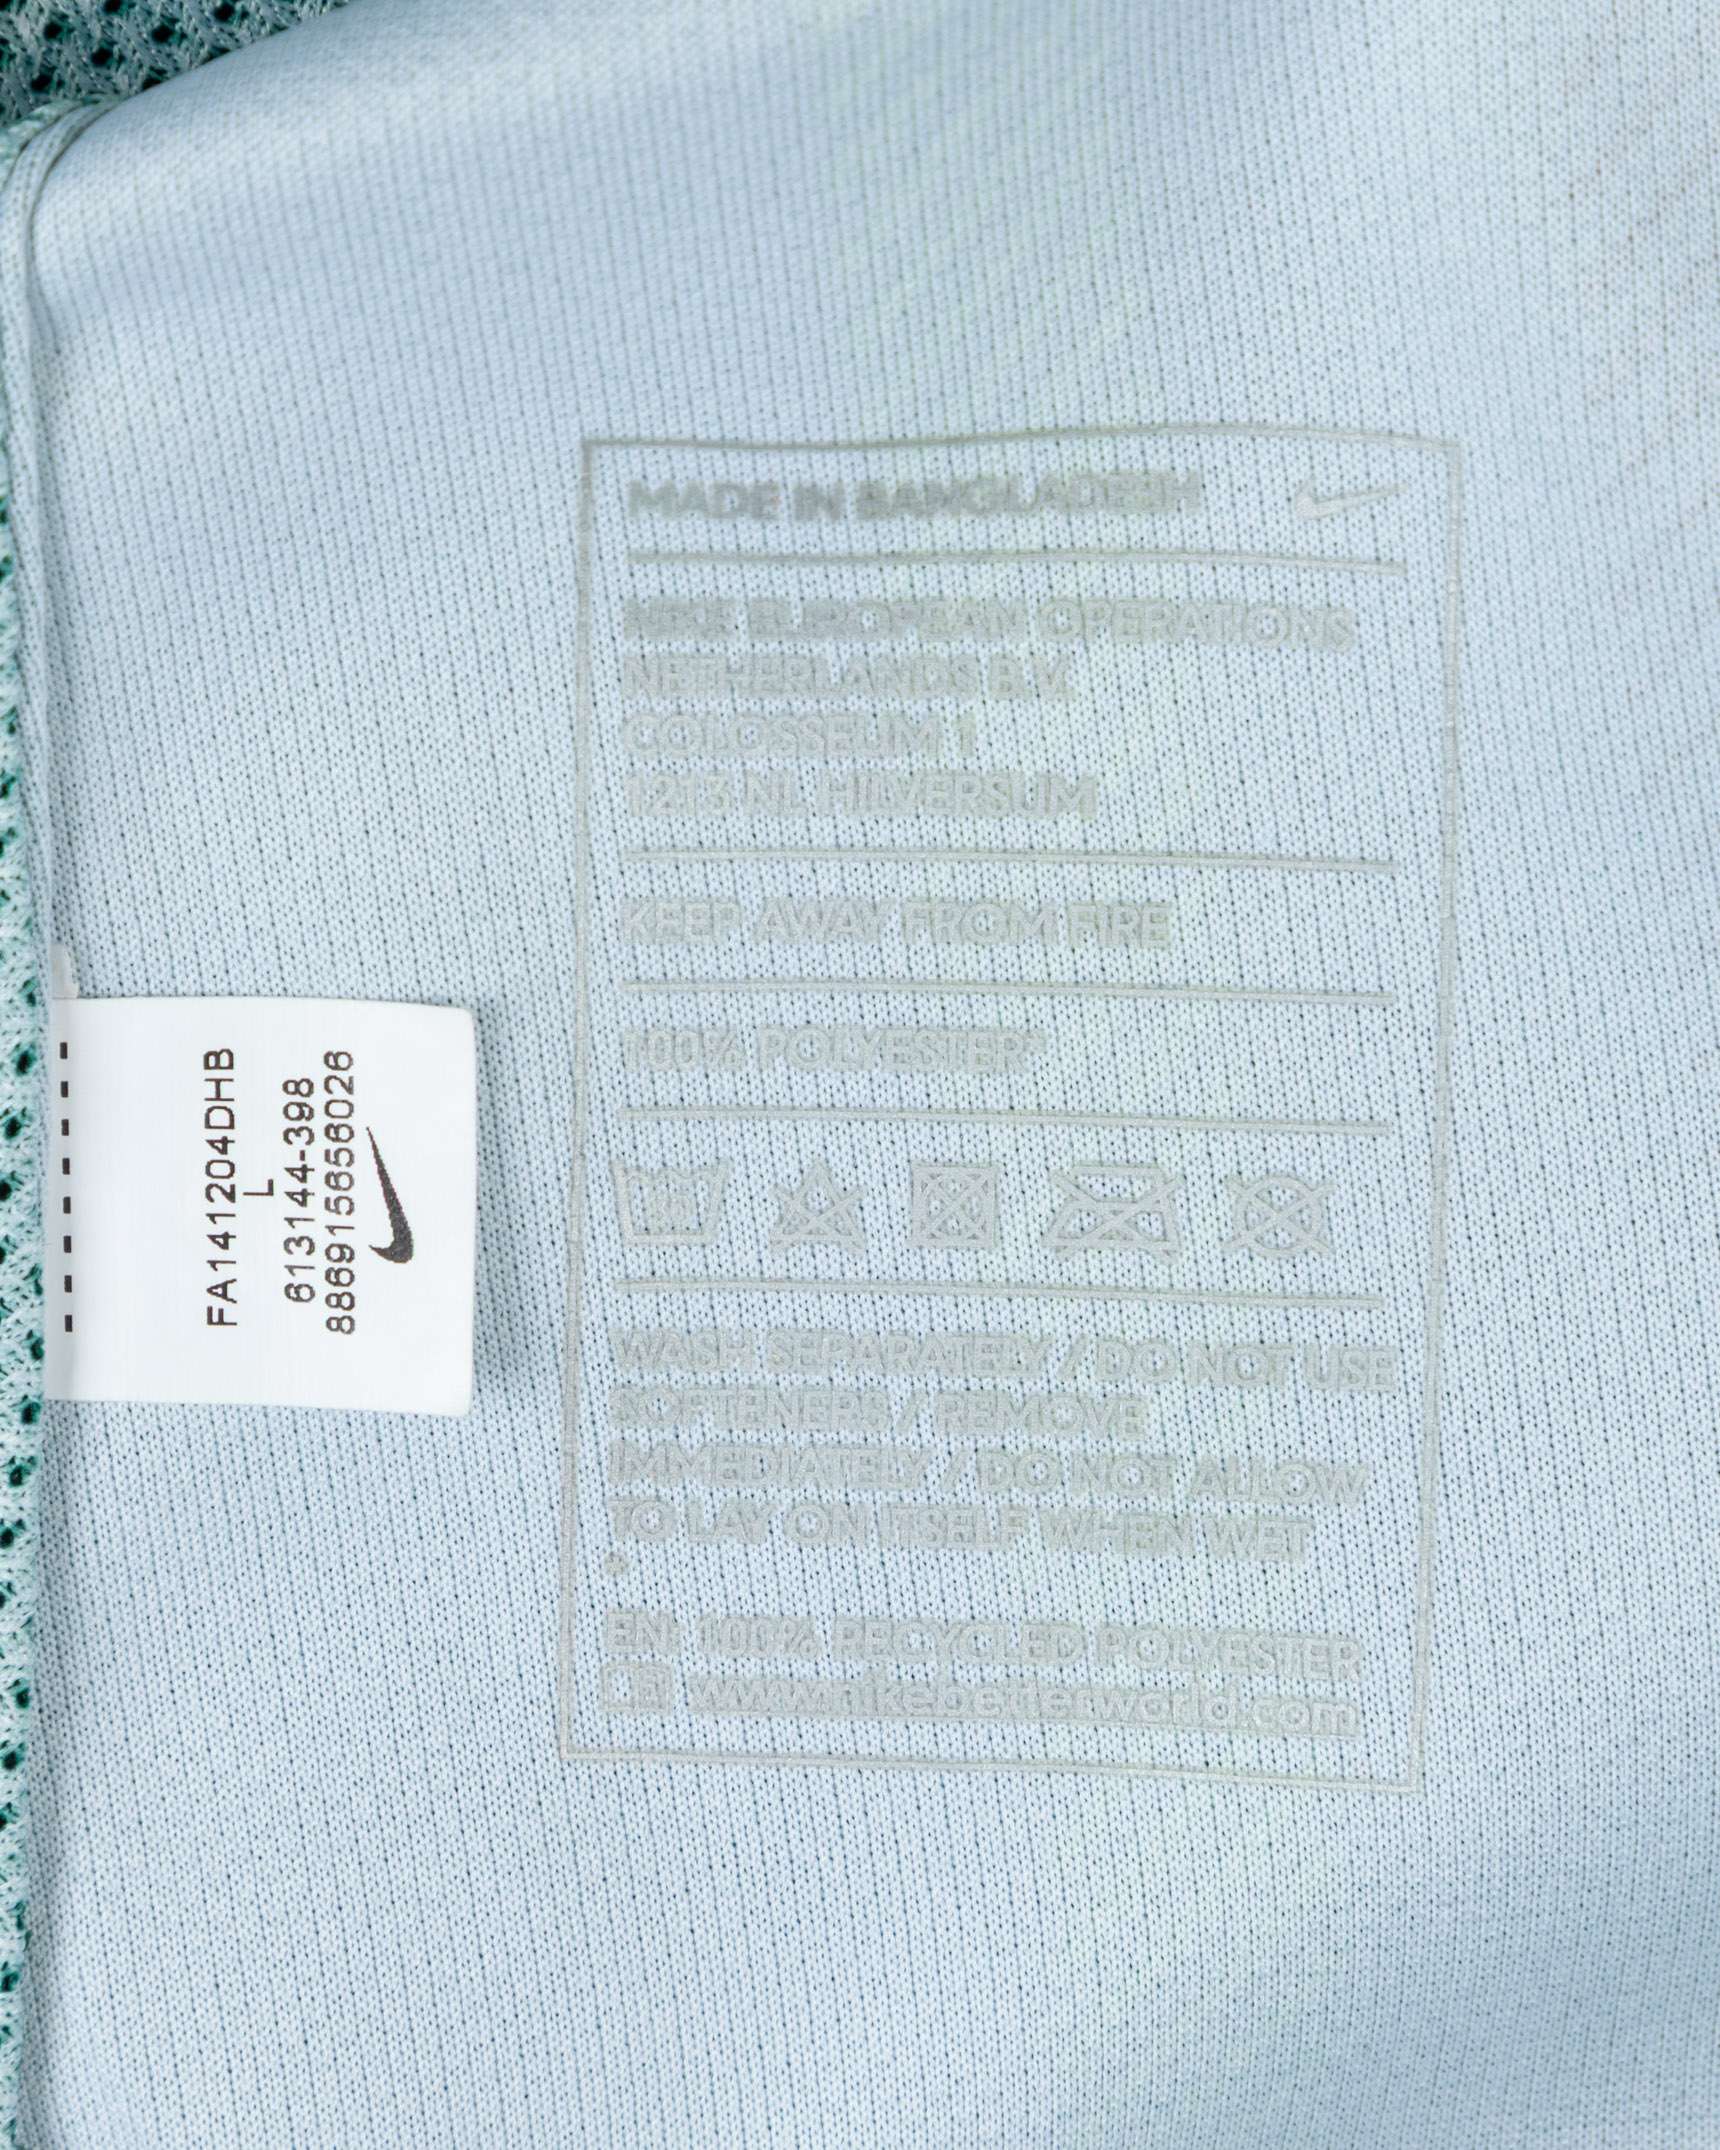 FA141204DHB
L
613144-398
886915656026
MADE IN BANGLADESH
NIKE EUROPEAN OPERATIONS
NETHERLANDS B.V.
COLOSSEUM 1
1213 NL HILVERSUM
KEEP AWAY FROM FIRE
100% POLYESTER*
30
WASH SEPARATELY / DO NOT USE
SOFTENERS / REMOVE
IMMEDIATELY / DO NOT ALLOW
TO LAY ON ITSELF WHEN WET
*
EN: 100% RECYCLED POLYESTER
www.nikebetterworld.com